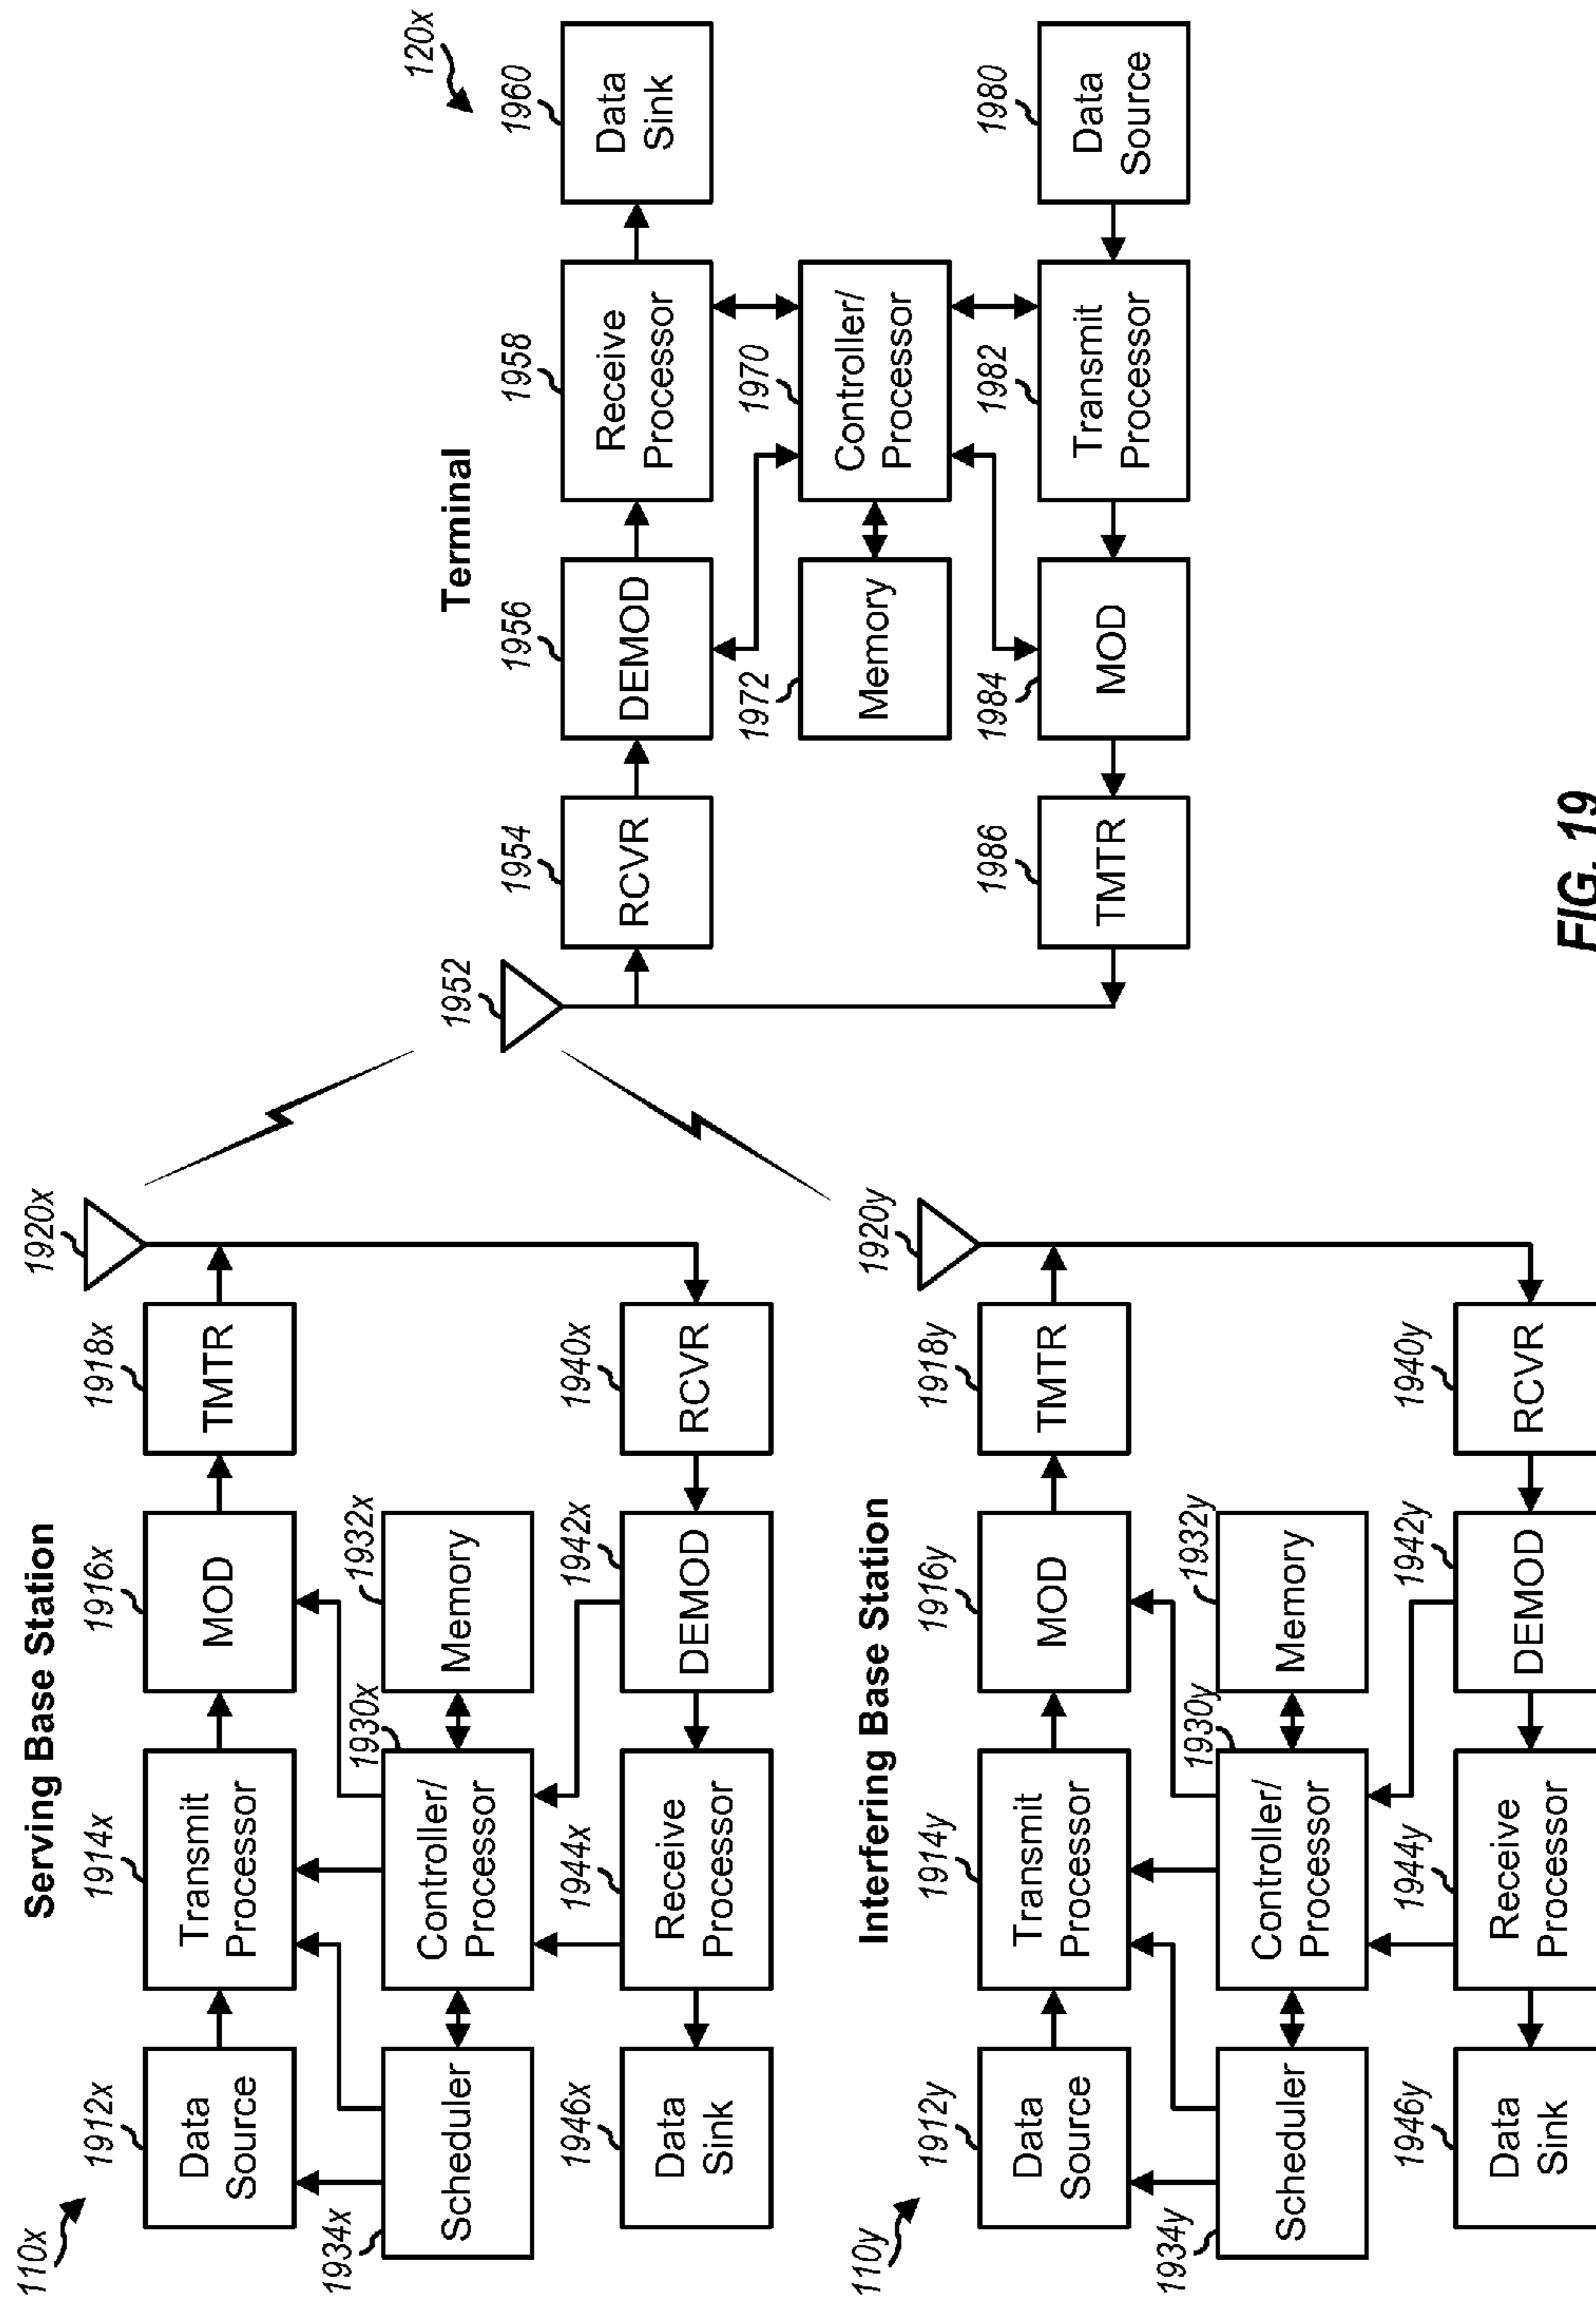 Serving Base Station
110x
1912x
Data
Source
1914x
Transmit
Processor
1916x
MOD
1918x
TMTR
1920x
1934x
Scheduler
Controller/
Processor
1930x
1932x
Memory
1946x
Data
Sink
1944x
Receive
Processor
1942x
DEMOD
1940x
RCVR
Interfering Base Station
110y
1912y
Data
Source
1914y
Transmit
Processor
1916y
MOD
1918y
TMTR
1920y
1934y
Scheduler
Controller/
Processor
1930y
1932y
Memory
1946y
Data
Sink
1944y
Receive
Processor
1942y
DEMOD
1940y
RCVR
Terminal
120x
1952
1954
RCVR
1956
DEMOD
1958
Receive
Processor
1960
Data
Sink
1972
Memory
1970
Controller/
Processor
1986
TMTR
1984
MOD
1982
Transmit
Processor
1980
Data
Source
FIG. 19